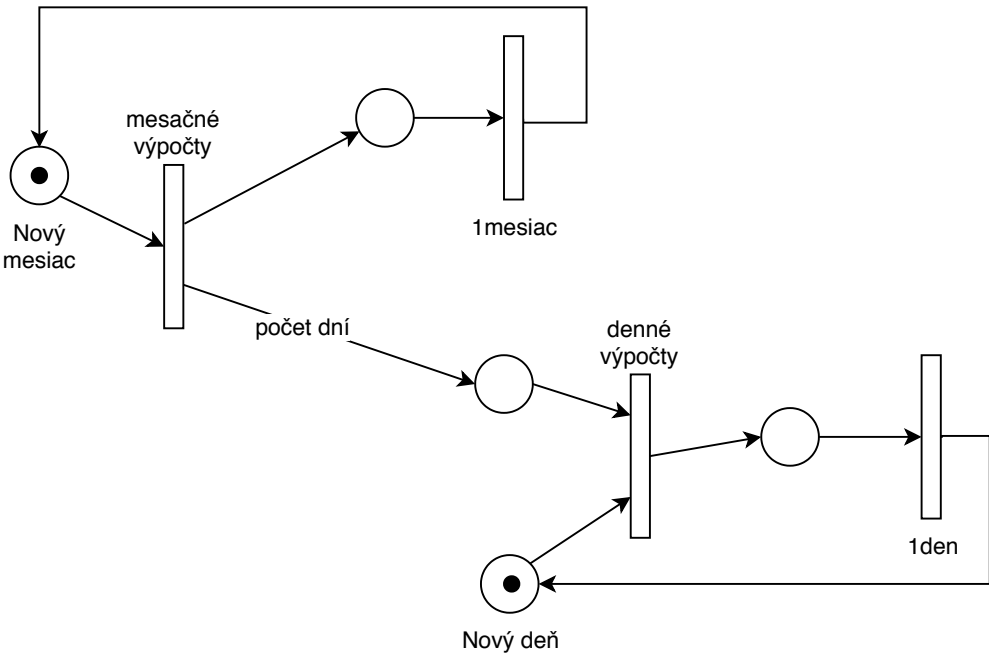 mesačné
výpočty
Nový
mesiac
1mesiac
počet dní
denné
výpočty
1den
Nový deň